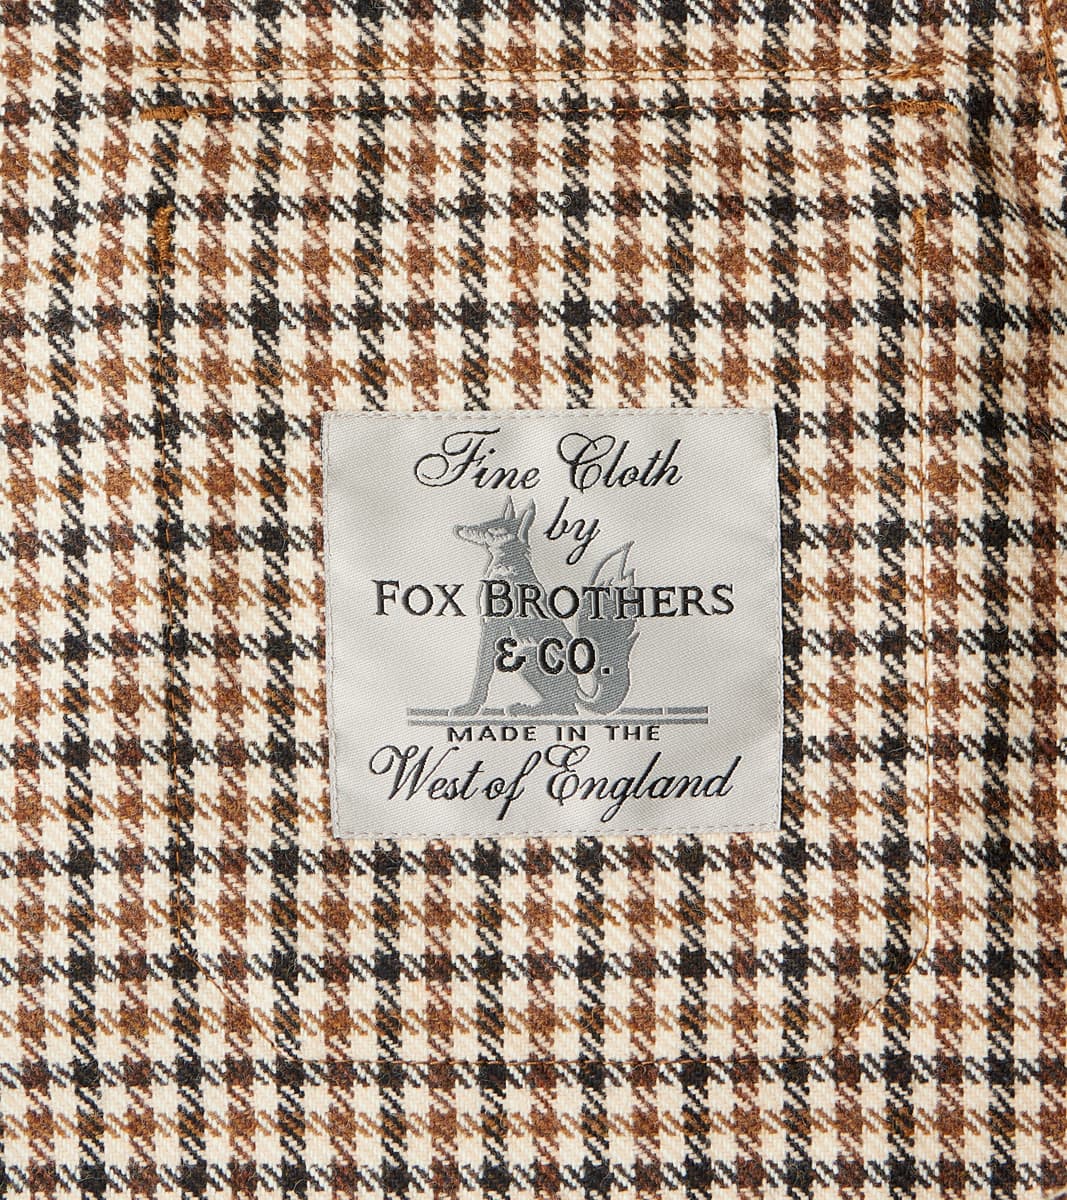 Fine Cloth
by
FOX BROTHERS
& CO.
MADE IN THE
West of England